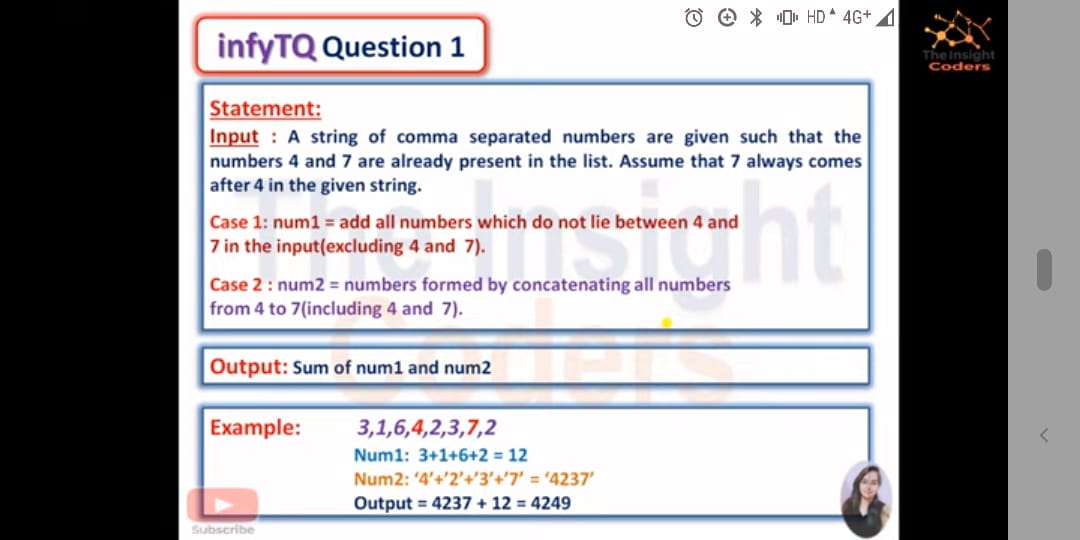 HD 4G+
infyTQ Question 1
The Insight
Coders
Statement:
Input : A string of comma separated numbers are given such that the
numbers 4 and 7 are already present in the list. Assume that 7 always comes
after 4 in the given string.
Case 1: num1 = add all numbers which do not lie between 4 and
7 in the input(excluding 4 and 7).
Case 2 : num2 = numbers formed by concatenating all numbers
from 4 to 7(including 4 and 7).
The Insight
Coders
Output: Sum of num1 and num2
Example: 3,1,6,4,2,3,7,2
Num1: 3+1+6+2 = 12
Num2: ‘4’+’2’+’3’+’7’ = ‘4237’
Output = 4237 + 12 = 4249
Subscribe